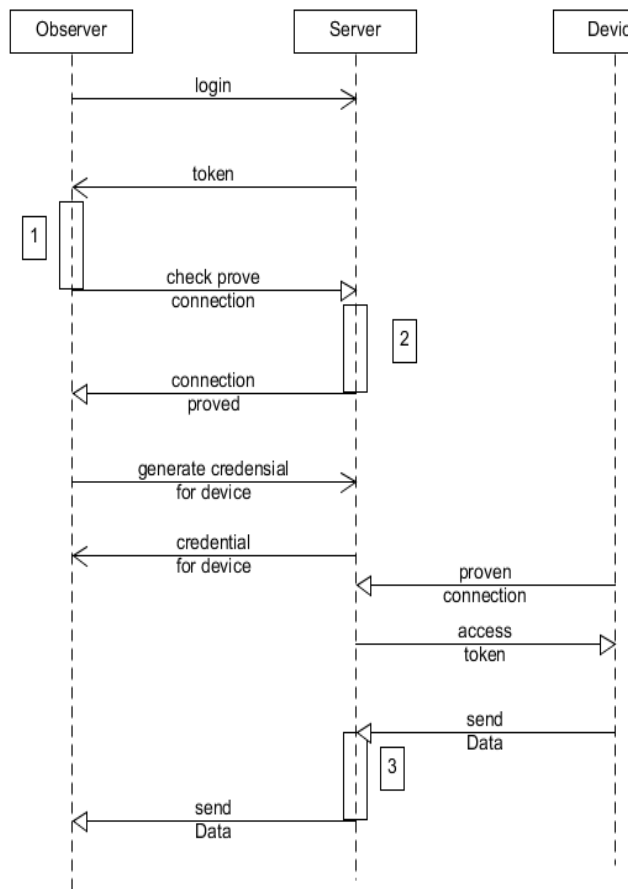 Observer
Server
Devic
login
token
1
check prove
connection
2
connection
proved
generate credensial
for device
credential
for device
proven
connection
access
token
send
Data
3
send
Data